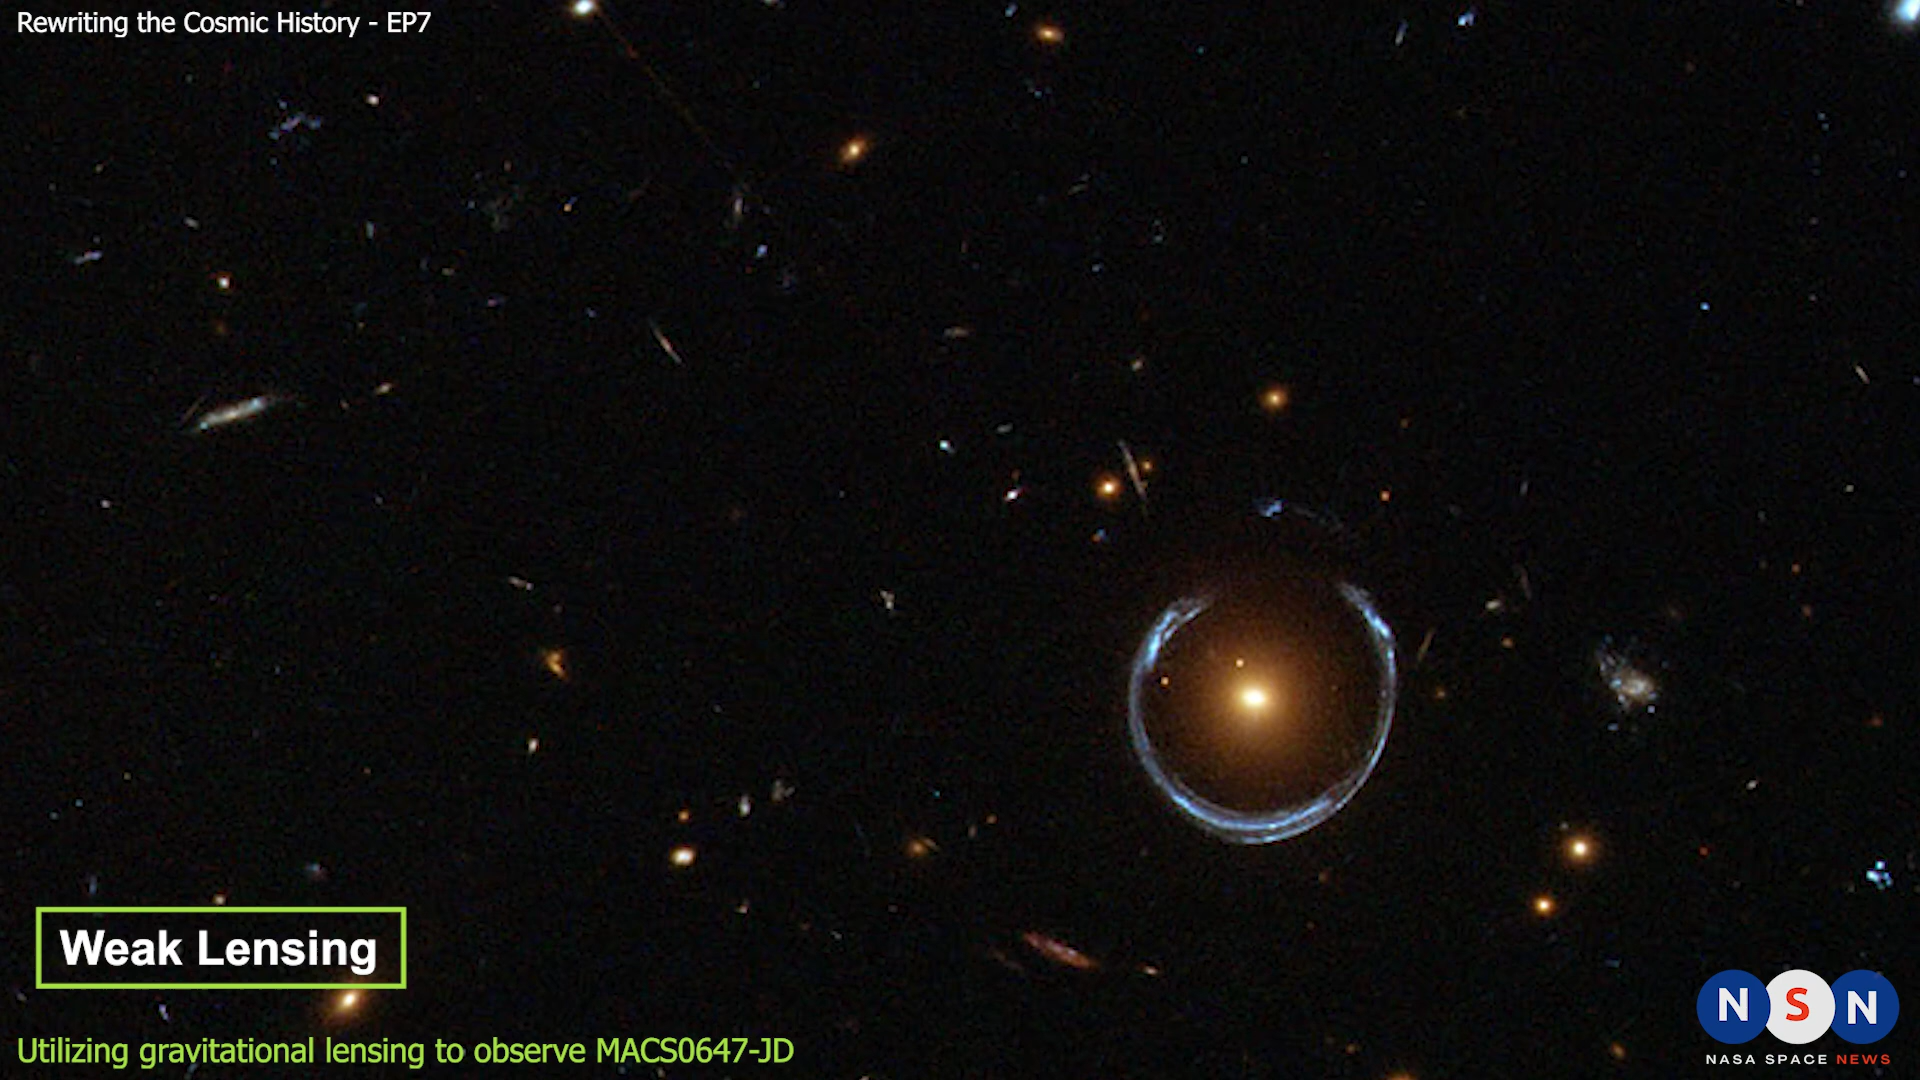 Rewriting the Cosmic History - EP7
Weak Lensing
Utilizing gravitational lensing to observe MACS0647-JD
NSN
NASA SPACE NEWS